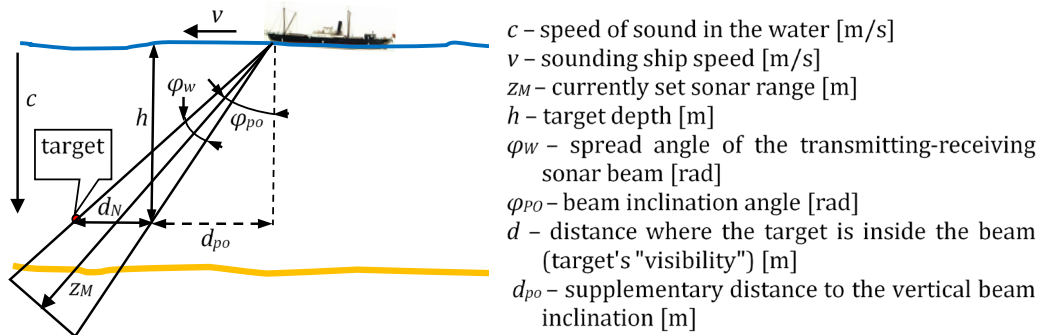 v
c
h
φw
φpo
target
dN
dpo
zM
c – speed of sound in the water [m/s]
v – sounding ship speed [m/s]
zM – currently set sonar range [m]
h – target depth [m]
φW – spread angle of the transmitting-receiving
sonar beam [rad]
φPO – beam inclination angle [rad]
d – distance where the target is inside the beam
(target's "visibility") [m]
dpo – supplementary distance to the vertical beam
inclination [m]